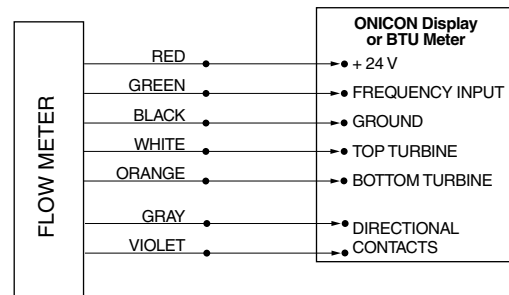 FLOW METER
ONICON Display
or BTU Meter
RED
+ 24 V
GREEN
FREQUENCY INPUT
BLACK
GROUND
WHITE
TOP TURBINE
ORANGE
BOTTOM TURBINE
GRAY
VIOLET
DIRECTIONAL
CONTACTS